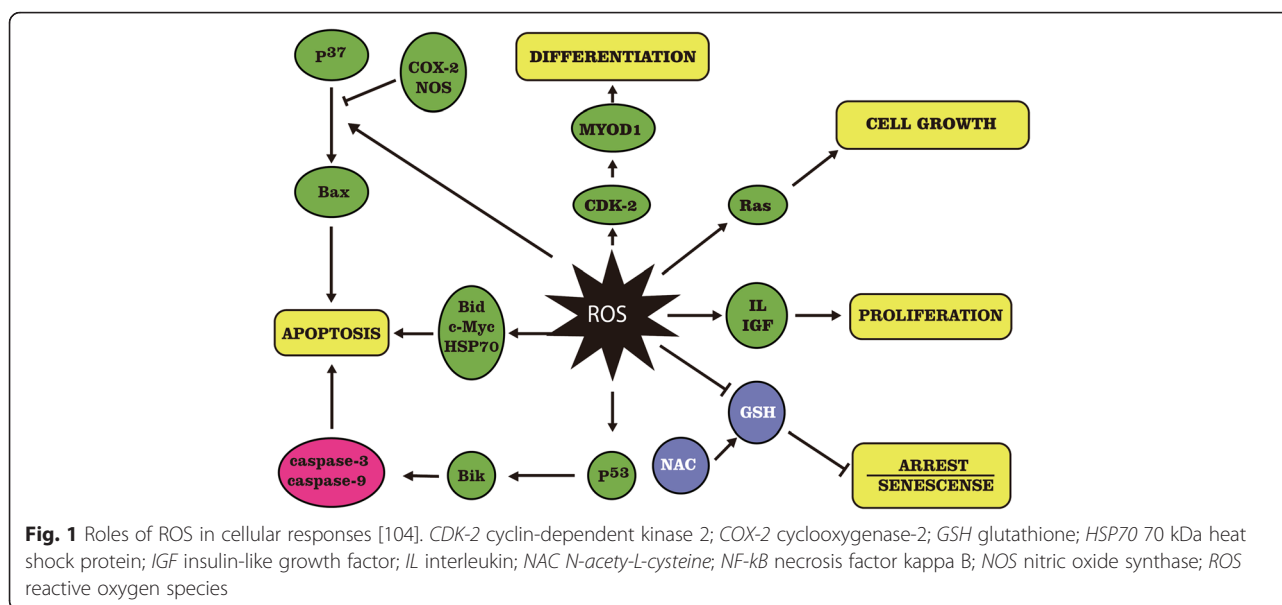 P37
COX-2
NOS
DIFFERENTIATION
CELL GROWTH
MYOD1
Bax
CDK-2
Ras
ROS
Bid
c-Myc
HSP70
APOPTOSIS
IL
IGF
PROLIFERATION
GSH
NAC
caspase-3
caspase-9
Bik
P53
ARREST
SENESCENSE
Fig. 1 Roles of ROS in cellular responses [104]. CDK-2 cyclin-dependent kinase 2; COX-2 cyclooxygenase-2; GSH glutathione; HSP70 70 kDa heat
shock protein; IGF insulin-like growth factor; IL interleukin; NAC N-acety-L-cysteine; NF-kB necrosis factor kappa B; NOS nitric oxide synthase; ROS
reactive oxygen species